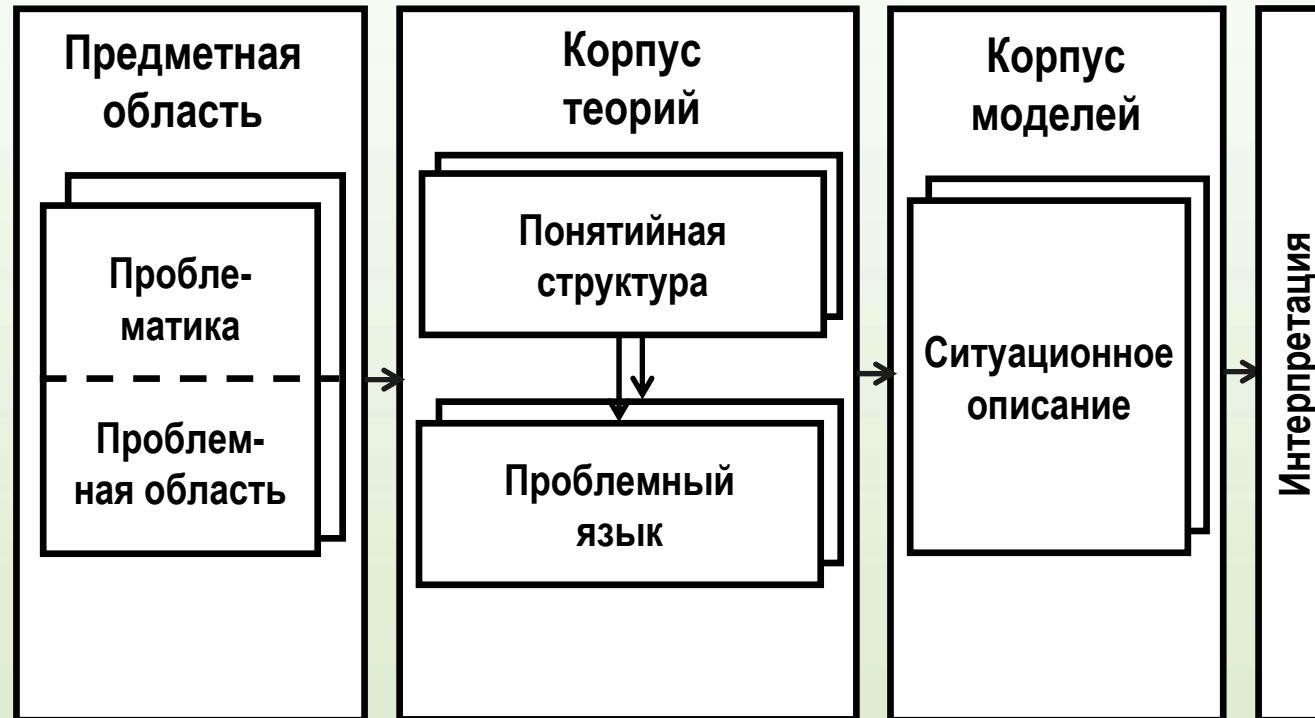 Предметная
область
Пробле-
матика
Проблем-
ная область
Корпус
теорий
Понятийная
структура
Проблемный
язык
Корпус
моделей
Ситуационное
описание
Интерпретация